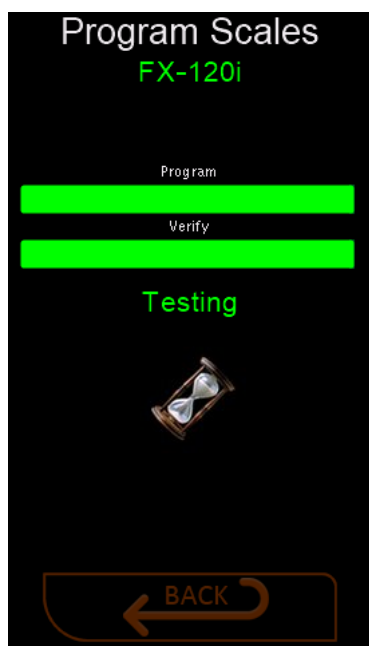 Program Scales
FX-120i
Program
Verify
Testing
BACK